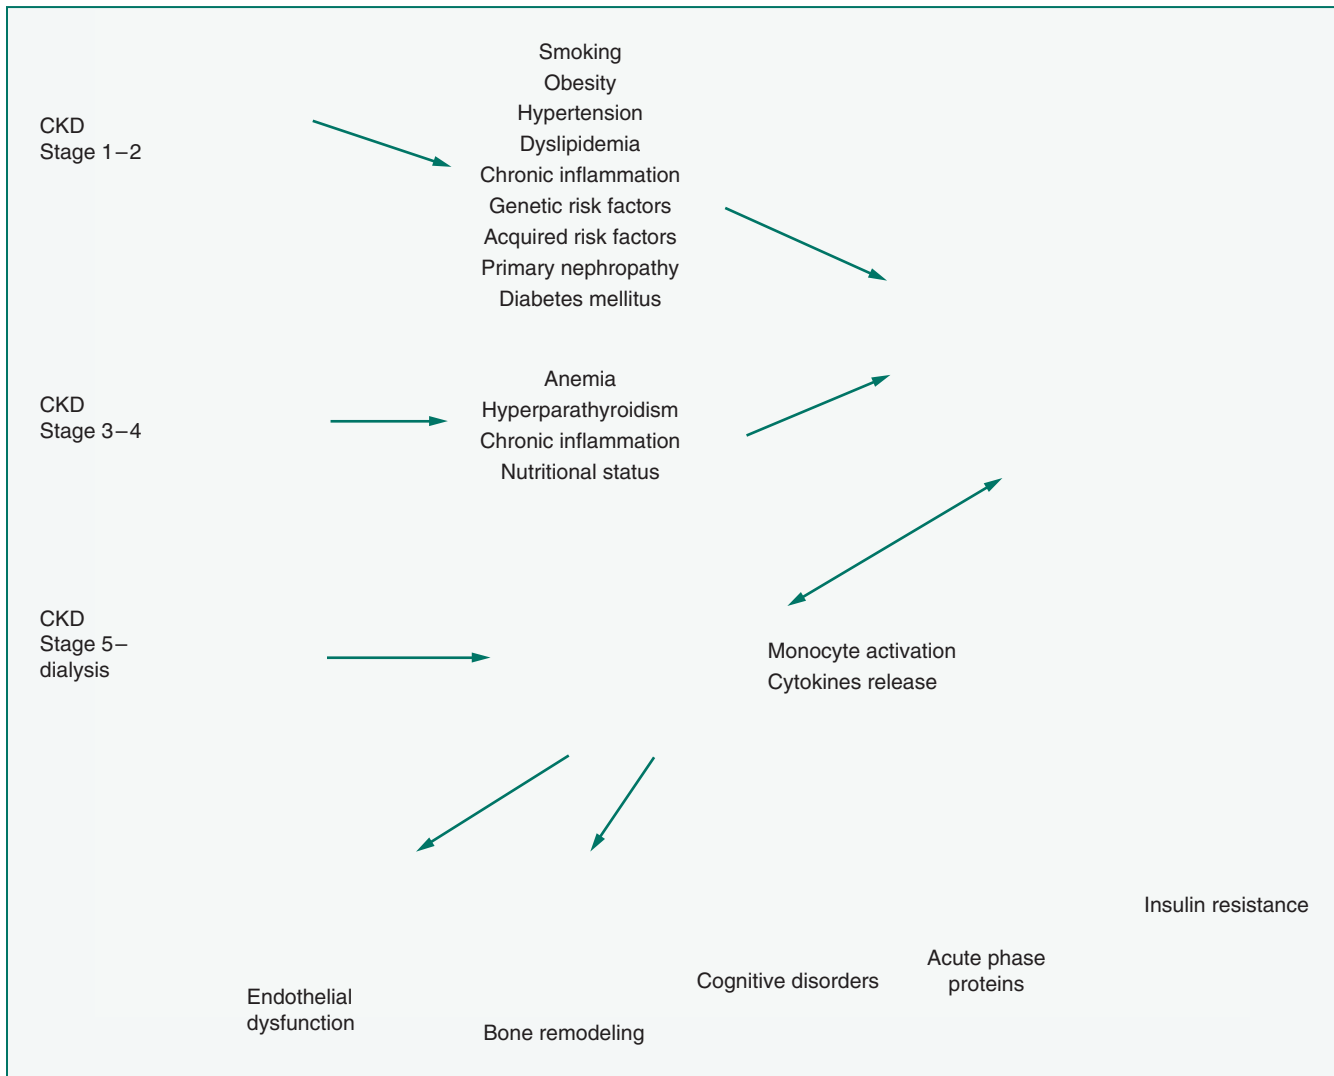 CKD
Stage 1–2
Smoking
Obesity
Hypertension
Dyslipidemia
Chronic inflammation
Genetic risk factors
Acquired risk factors
Primary nephropathy
Diabetes mellitus
CKD
Stage 3–4
Anemia
Hyperparathyroidism
Chronic inflammation
Nutritional status
CKD
Stage 5–
dialysis
Monocyte activation
Cytokines release
Endothelial
dysfunction
Bone remodeling
Cognitive disorders
Acute phase
proteins
Insulin resistance